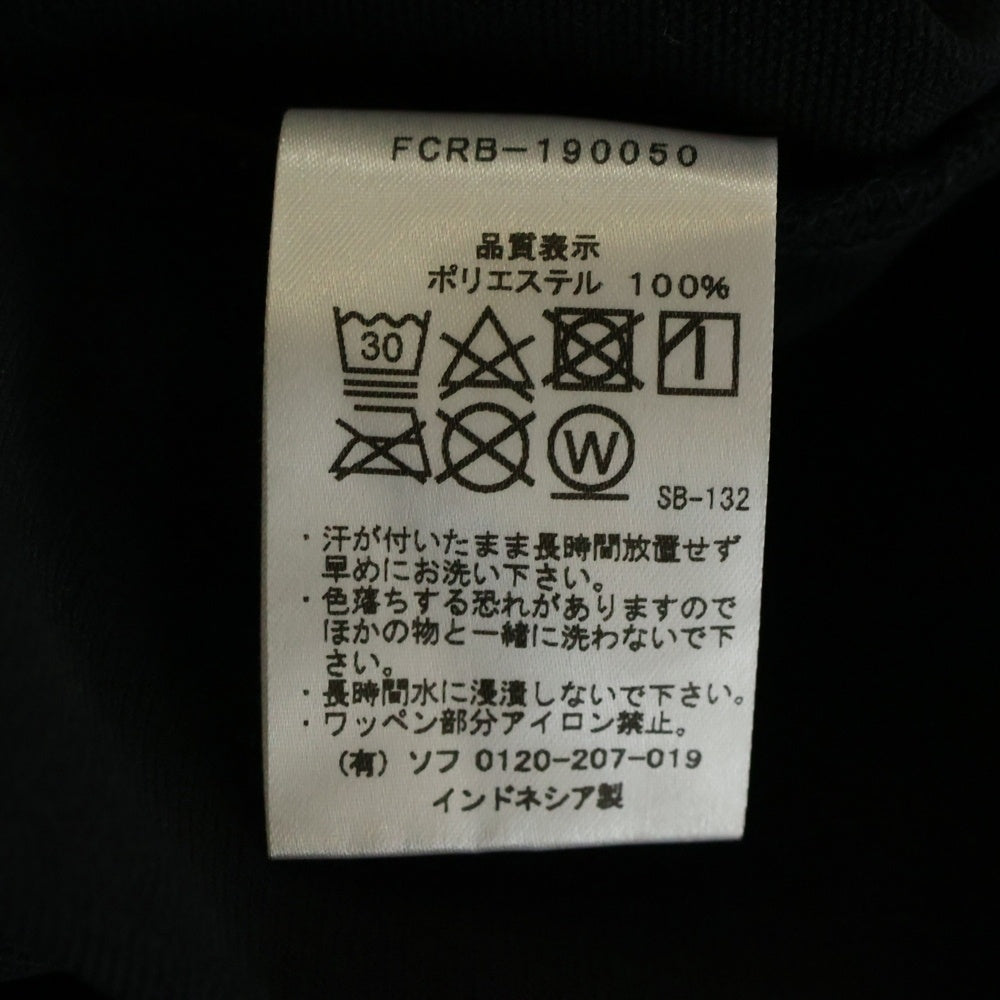 FCRB-190050
品質表示
ポリエステル 100%
30
W
SB-132
・汗が付いたまま長時間放置せず
早めにお洗い下さい。
・色落ちする恐れがありますので
ほかの物と一緒に洗わないで下
さい。
・長時間水に浸漬しないで下さい。
・ワッペン部分アイロン禁止。
(有) ソフ 0120-207-019
インドネシア製